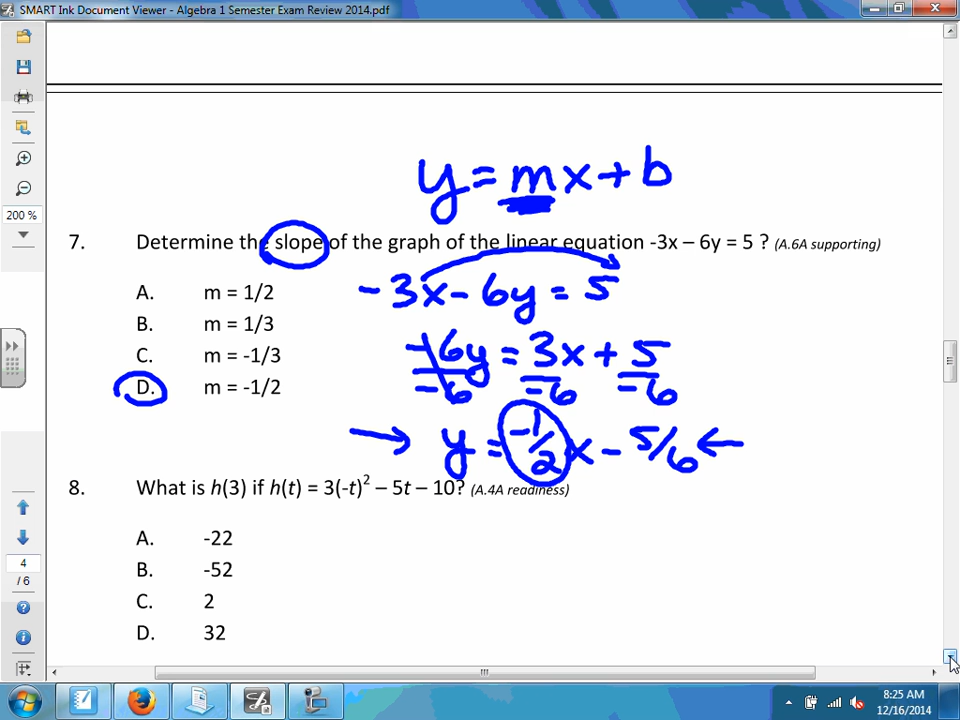 SMART Ink Document Viewer - Algebra 1 Semester Exam Review 2014.pdf
200 %
4
/ 6
y = mx + b
7. Determine the slope of the graph of the linear equation -3x – 6y = 5 ? (A.6A supporting)
A. m = 1/2
B. m = 1/3
C. m = -1/3
D. m = -1/2
-3x - 6y = 5
-6y = 3x + 5
-6 -6 -6
y = -1/2 x - 5/6
8. What is h(3) if h(t) = 3(-t)² – 5t – 10? (A.4A readiness)
A. -22
B. -52
C. 2
D. 32
8:25 AM
12/16/2014